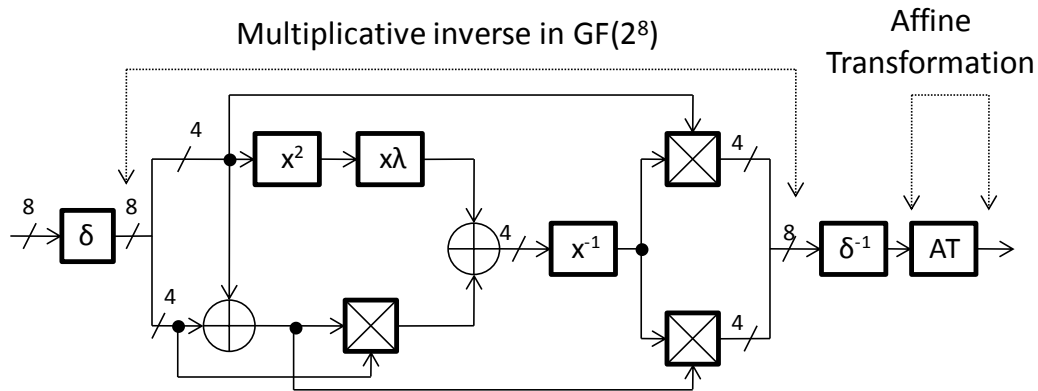 Multiplicative inverse in GF(2⁸)
Affine
Transformation
4
x²
xλ
4
8
δ
8
4
x⁻¹
8
δ⁻¹
AT
4
4